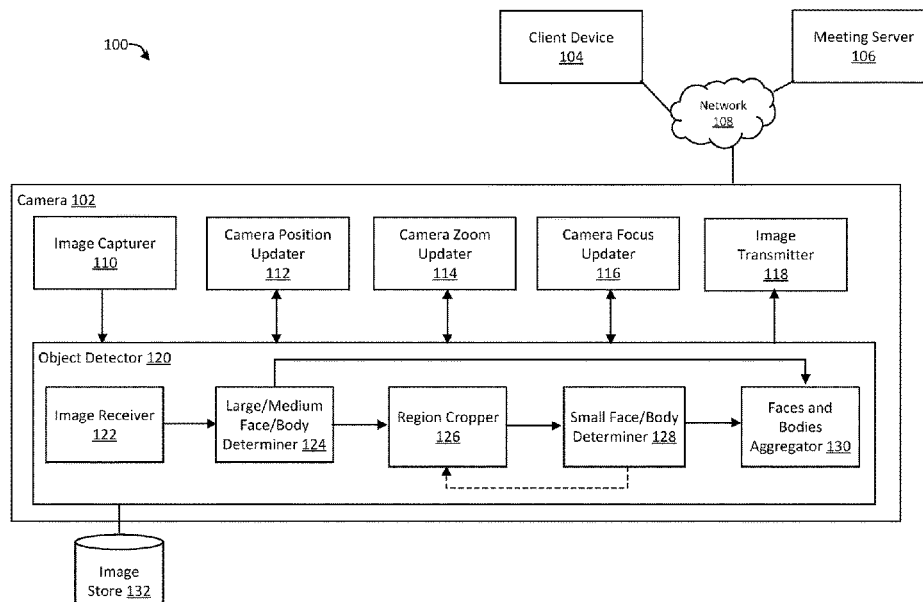 100
Client Device
104
Meeting Server
106
Network
108
Camera 102
Image Capturer
110
Camera Position
Updater
112
Camera Zoom
Updater
114
Camera Focus
Updater
116
Image
Transmitter
118
Object Detector 120
Image Receiver
122
Large/Medium
Face/Body
Determiner 124
Region Cropper
126
Small Face/Body
Determiner 128
Faces and
Bodies
Aggregator 130
Image
Store 132